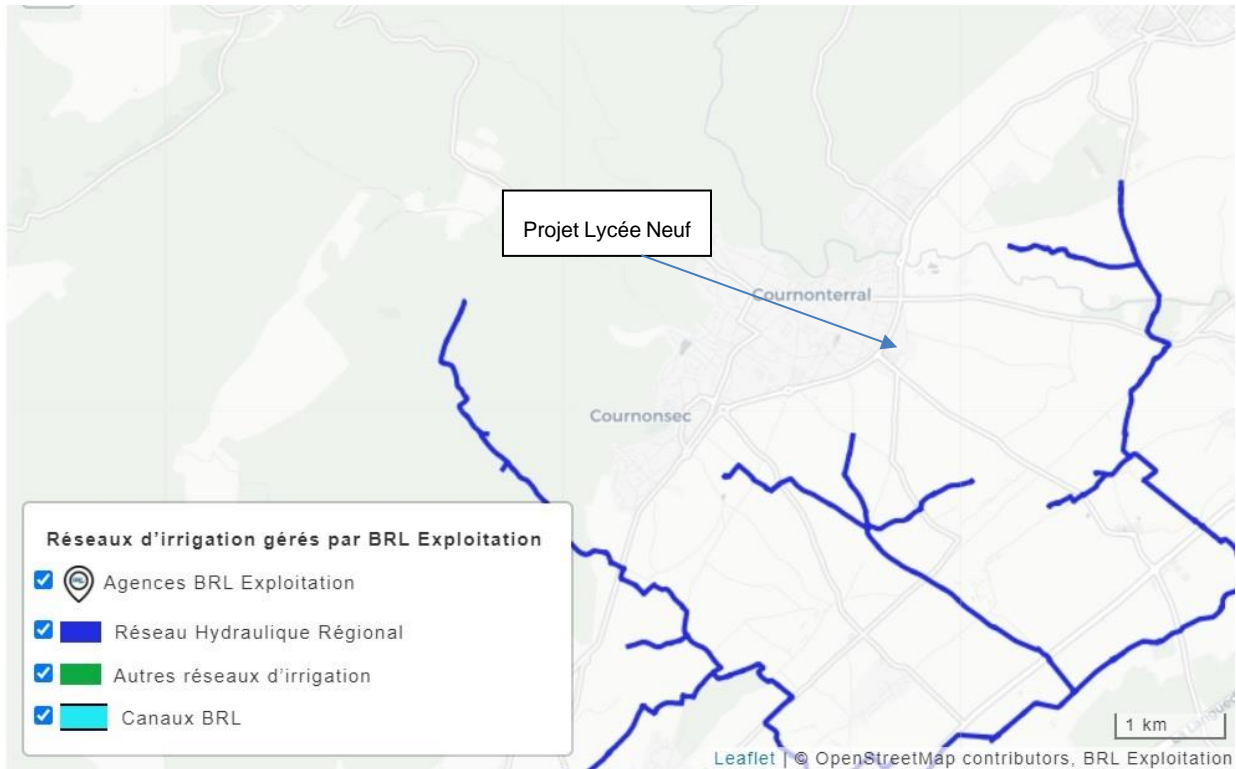 Projet Lycée Neuf
Cournonterral
Cournonsec
Réseaux d'irrigation gérés par BRL Exploitation
Agences BRL Exploitation
Réseau Hydraulique Régional
Autres réseaux d'irrigation
Canaux BRL
1 km
Leaflet | © OpenStreetMap contributors, BRL Exploitation